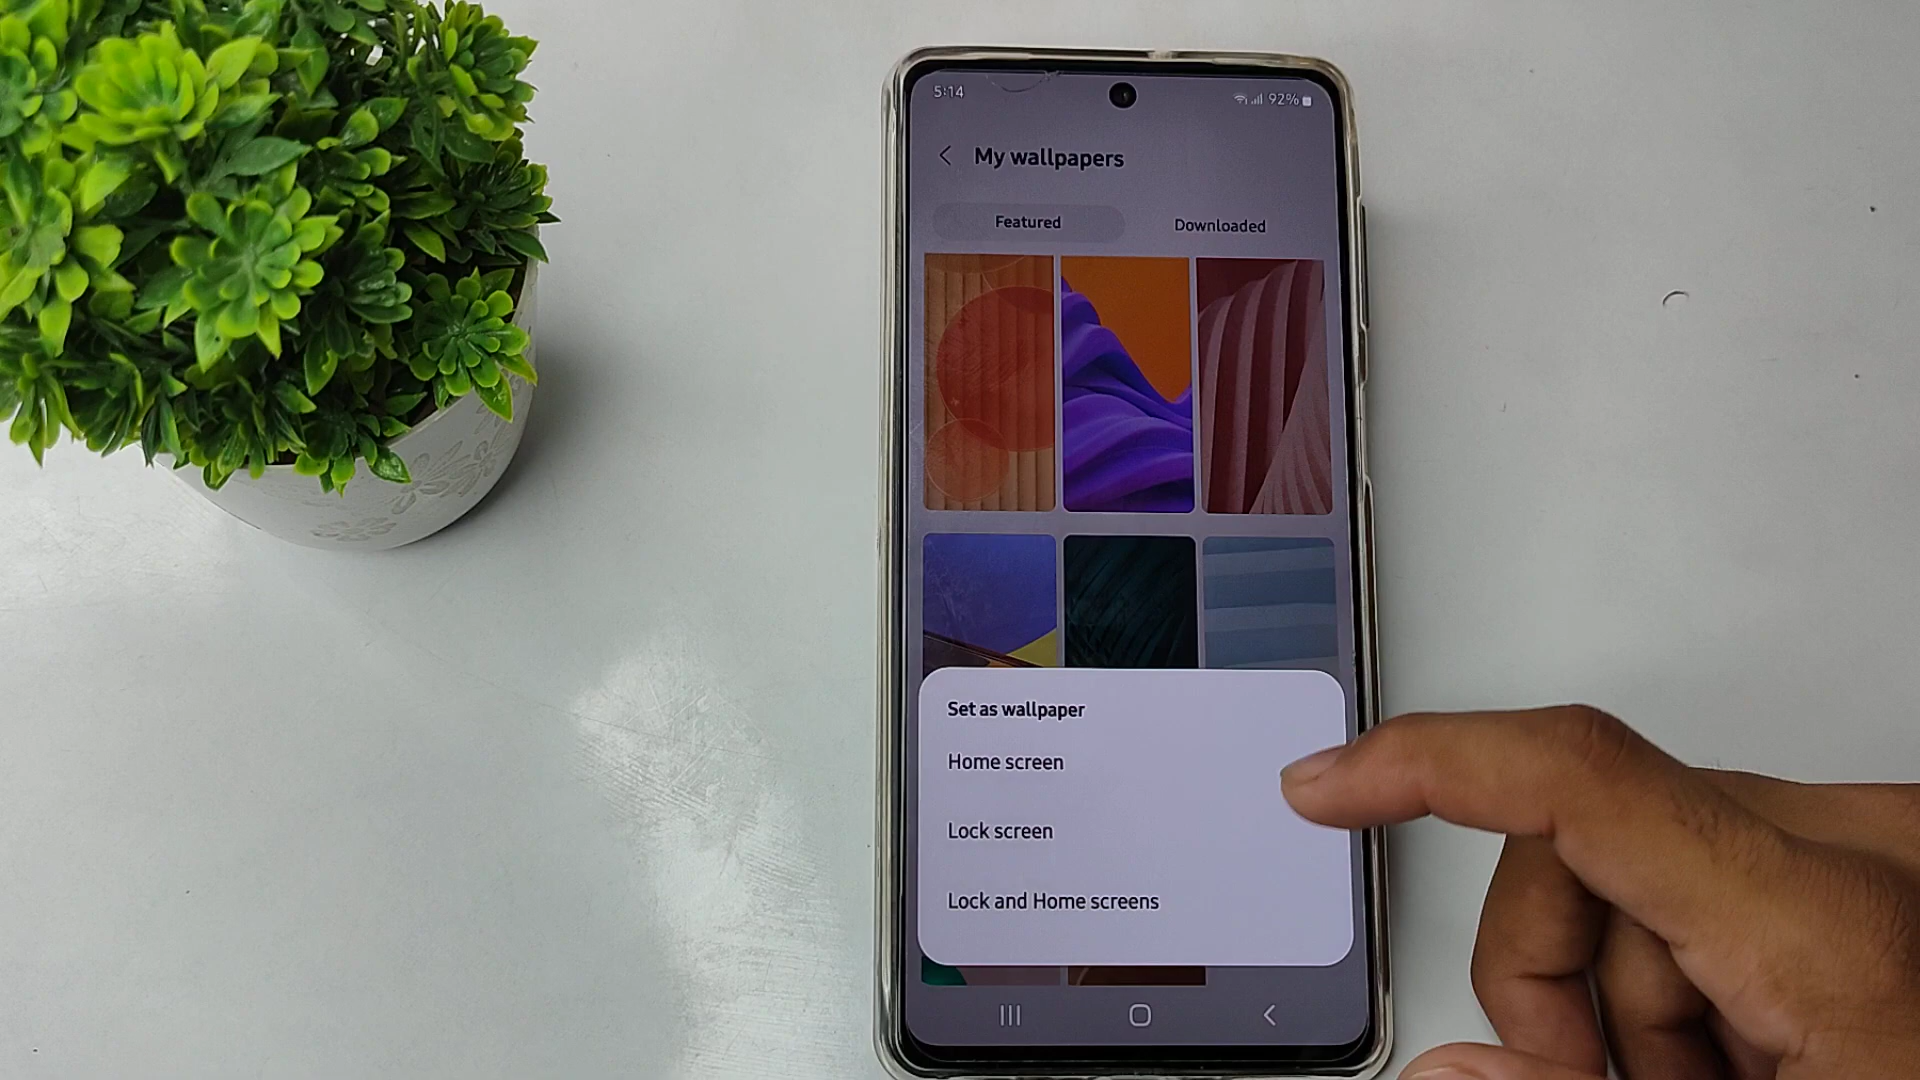 5:14
92%
My wallpapers
Featured
Downloaded
Set as wallpaper
Home screen
Lock screen
Lock and Home screens